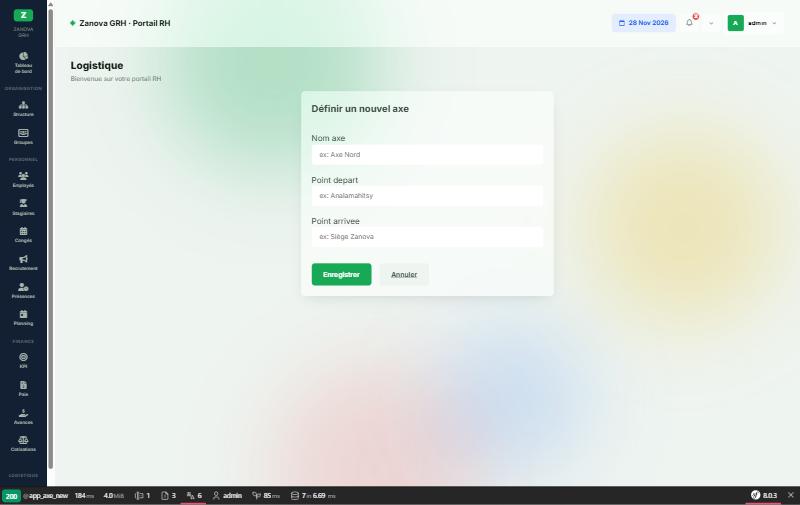 Z
ZANOVA
GRH
Zanova GRH · Portail RH
28 Nov 2026
A
admin
Tableau
de bord
ORGANISATION
Structure
Groupes
PERSONNEL
Employés
Stagiaires
Congés
Recrutement
Présences
Planning
FINANCE
KPI
Paie
Avances
Cotisations
LOGISTIQUE
Logistique
Bienvenue sur votre portail RH
Définir un nouvel axe
Nom axe
ex: Axe Nord
Point depart
ex: Analamahitsy
Point arrivee
ex: Siège Zanova
Enregistrer
Annuler
200 @app_axe_new 184 ms 4.0 MiB 1 3 6 admin 85 ms 7 in 6.69 ms 8.0.3